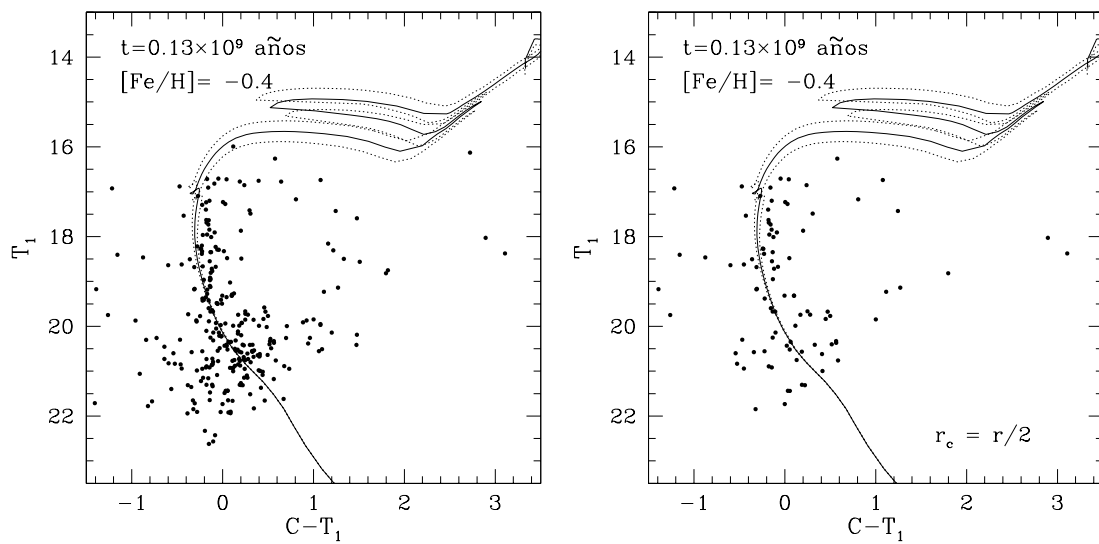 t=0.13×10⁹ años
[Fe/H]= −0.4
14
16
18
20
22
T₁
−1
0
1
2
3
C−T₁
t=0.13×10⁹ años
[Fe/H]= −0.4
r_c = r/2
14
16
18
20
22
T₁
−1
0
1
2
3
C−T₁